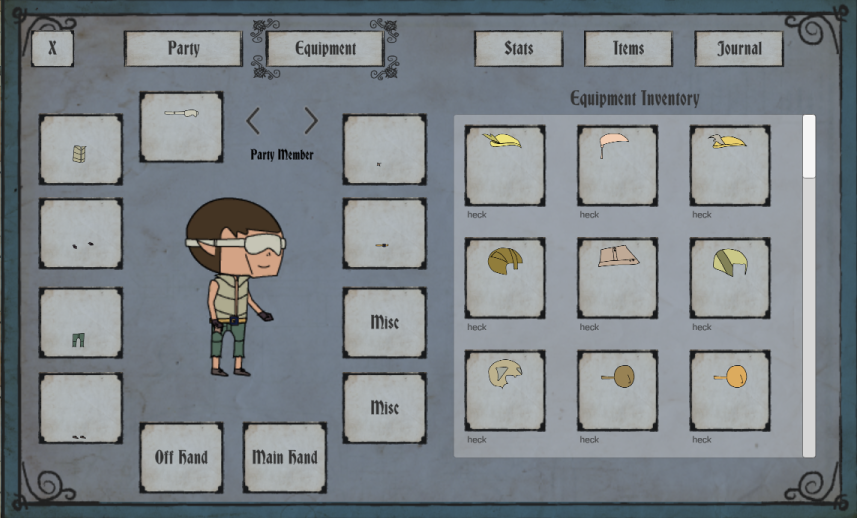 X
Party
Equipment
Stats
Items
Journal
Party Member
Equipment Inventory
heck
heck
heck
heck
heck
heck
heck
heck
heck
Misc
Misc
Off Hand
Main Hand